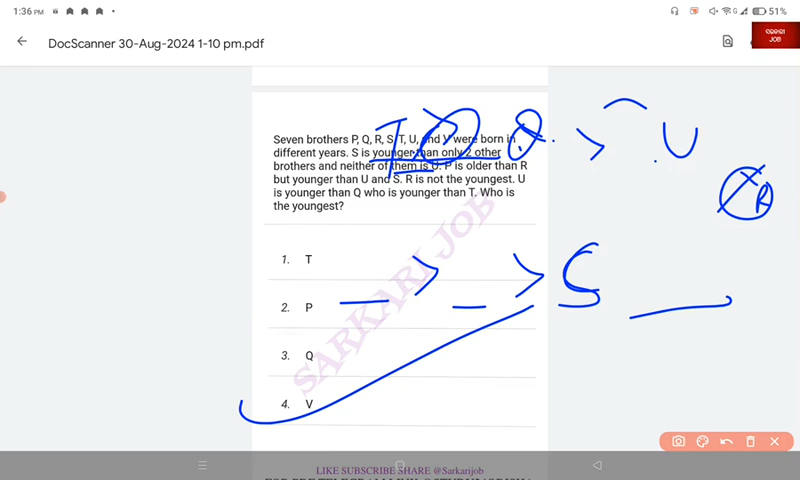 1:36 PM
51%
DocScanner 30-Aug-2024 1-10 pm.pdf
ସରକାରୀ
JOB
Seven brothers P, Q, R, S, T, U, and V were born in
different years. S is younger than only 2 other
brothers and neither of them is U. P is older than R
but younger than U and S. R is not the youngest. U
is younger than Q who is younger than T. Who is
the youngest?
T Q > U
R
1. T
_ > _ > S _
2. P
3. Q
4. V
SARKARI JOB
LIKE SUBSCRIBE SHARE @Sarkarijob